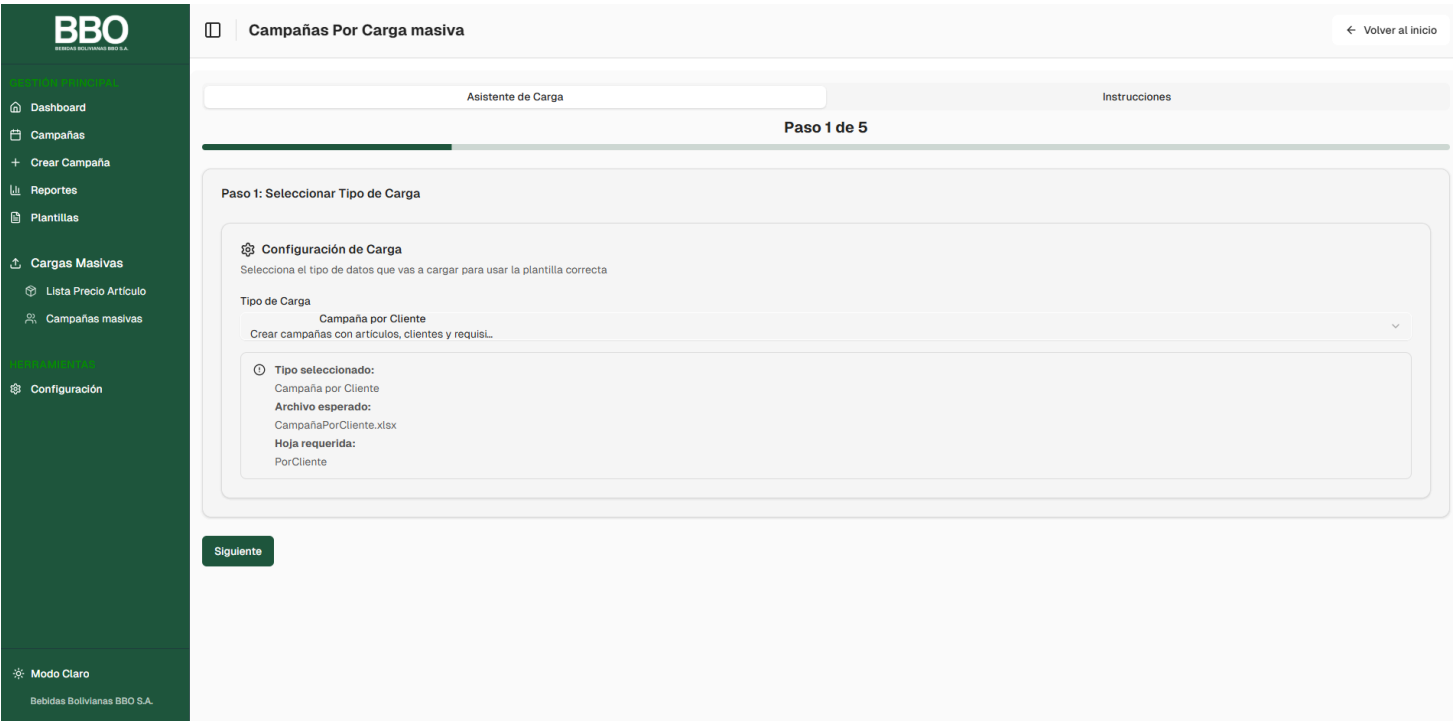 BBO
BEBIDAS BOLIVIANAS BBO S.A.
GESTIÓN PRINCIPAL
Dashboard
Campañas
Crear Campaña
Reportes
Plantillas
Cargas Masivas
Lista Precio Artículo
Campañas masivas
HERRAMIENTAS
Configuración
Modo Claro
Bebidas Bolivianas BBO S.A.
Campañas Por Carga masiva
Volver al inicio
Asistente de Carga
Instrucciones
Paso 1 de 5
Paso 1: Seleccionar Tipo de Carga
Configuración de Carga
Selecciona el tipo de datos que vas a cargar para usar la plantilla correcta
Tipo de Carga
Campaña por Cliente
Crear campañas con artículos, clientes y requisi...
Tipo seleccionado:
Campaña por Cliente
Archivo esperado:
CampañaPorCliente.xlsx
Hoja requerida:
PorCliente
Siguiente